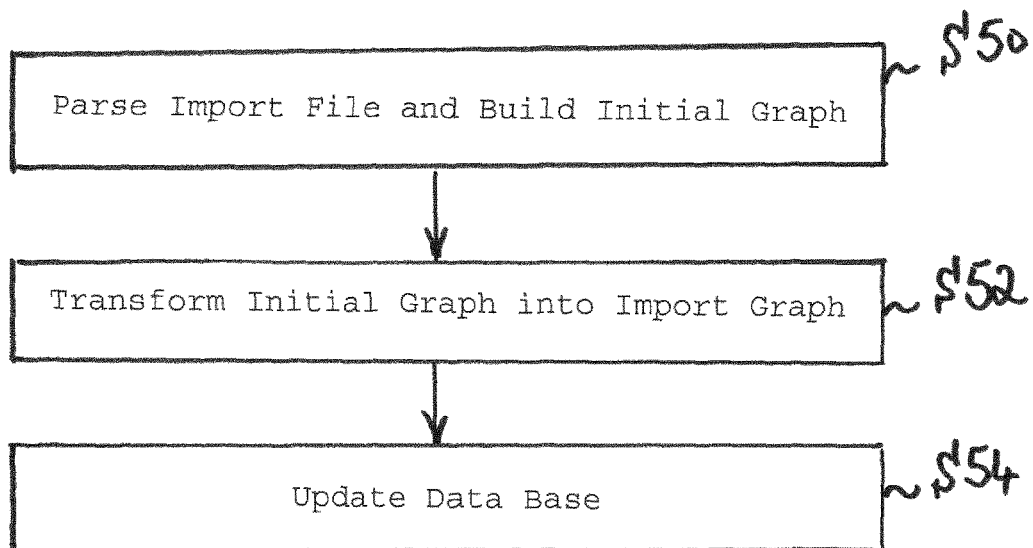 S50
Parse Import File and Build Initial Graph
Transform Initial Graph into Import Graph
S52
Update Data Base
S54